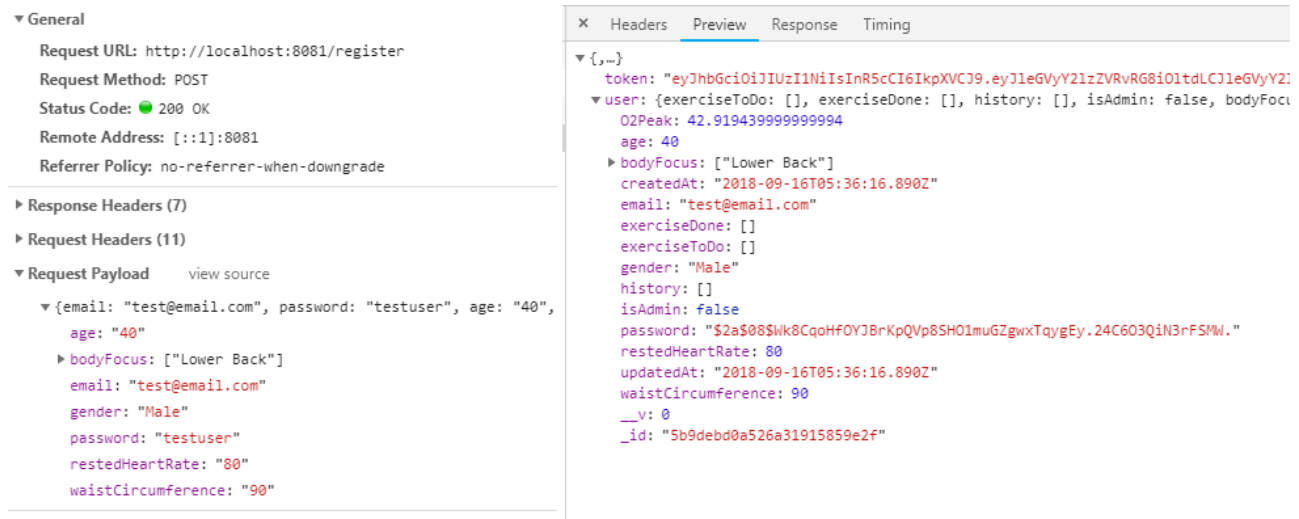 General
Request URL: http://localhost:8081/register
Request Method: POST
Status Code: 200 OK
Remote Address: [::1]:8081
Referrer Policy: no-referrer-when-downgrade
Response Headers (7)
Request Headers (11)
Request Payload view source
{email: "test@email.com", password: "testuser", age: "40",
age: "40"
bodyFocus: ["Lower Back"]
email: "test@email.com"
gender: "Male"
password: "testuser"
restedHeartRate: "80"
waistCircumference: "90"
× Headers Preview Response Timing
{,…}
token: "eyJhbGciOiJIUzI1NiIsInR5cCI6IkpXVCJ9.eyJleGVyY2lzZVRvRG8iOltdLCJleGVyY2l
user: {exerciseToDo: [], exerciseDone: [], history: [], isAdmin: false, bodyFocu
O2Peak: 42.919439999999994
age: 40
bodyFocus: ["Lower Back"]
createdAt: "2018-09-16T05:36:16.890Z"
email: "test@email.com"
exerciseDone: []
exerciseToDo: []
gender: "Male"
history: []
isAdmin: false
password: "$2a$08$Wk8CqoHfOYJBrKpQVp8SHO1muGZgwxTqygEy.24C6O3QiN3rFSMW."
restedHeartRate: 80
updatedAt: "2018-09-16T05:36:16.890Z"
waistCircumference: 90
__v: 0
_id: "5b9debd0a526a31915859e2f"